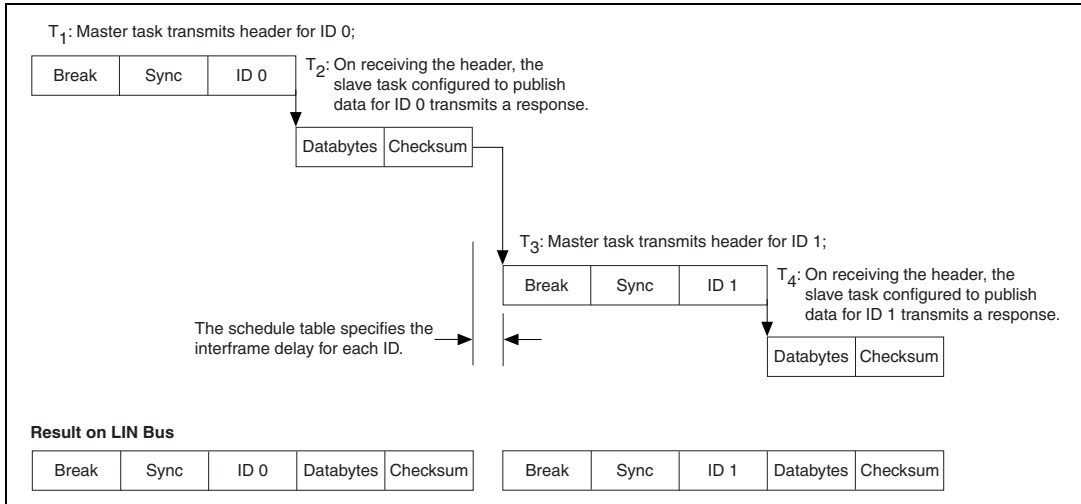 T1: Master task transmits header for ID 0;
Break Sync ID 0
T2: On receiving the header, the
slave task configured to publish
data for ID 0 transmits a response.
Databytes Checksum
T3: Master task transmits header for ID 1;
Break Sync ID 1
T4: On receiving the header, the
slave task configured to publish
data for ID 1 transmits a response.
The schedule table specifies the
interframe delay for each ID.
Databytes Checksum
Result on LIN Bus
Break Sync ID 0 Databytes Checksum Break Sync ID 1 Databytes Checksum